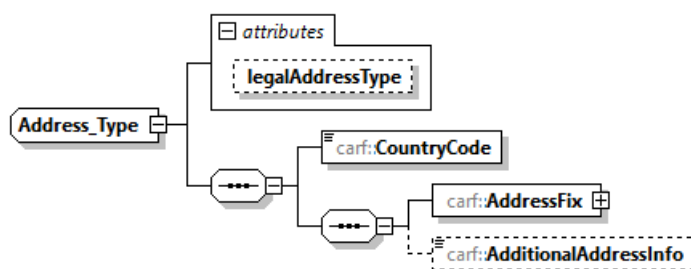 attributes
legalAddressType
Address_Type
carf::CountryCode
carf::AddressFix
carf::AdditionalAddressInfo